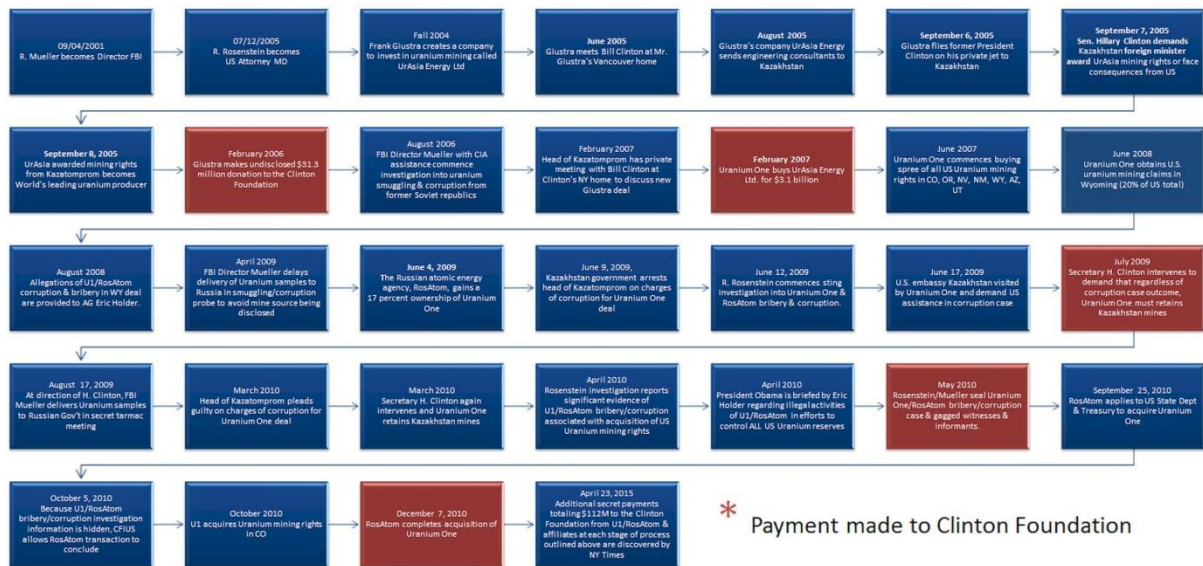 09/04/2001
R. Mueller becomes Director FBI
07/12/2005
R. Rosenstein becomes
US Attorney MD
Fall 2004
Frank Giustra creates a company
to invest in uranium mining called
UrAsia Energy Ltd
June 2005
Giustra meets Bill Clinton at Mr.
Giustra's Vancouver home
August 2005
Giustra's company UrAsia Energy
sends engineering consultants to
Kazakhstan
September 6, 2005
Giustra flies former President
Clinton on his private jet to
Kazakhstan
September 7, 2005
Sen. Hillary Clinton demands
Kazakhstan foreign minister
award UrAsia mining rights or face
consequences from US
September 8, 2005
UrAsia awarded mining rights
from Kazatomprom becomes
World's leading uranium producer
February 2006
Giustra makes undisclosed $31.3
million donation to the Clinton
Foundation
August 2006
FBI Director Mueller with CIA
assistance commence
investigation into uranium
smuggling & corruption from
former Soviet republics
February 2007
Head of Kazatomprom has private
meeting with Bill Clinton at
Clinton's NY home to discuss new
Giustra deal
February 2007
Uranium One buys UrAsia Energy
Ltd. for $3.1 billion
June 2007
Uranium One commences buying
spree of all US Uranium mining
rights in CO, OR, NV, NM, WY, AZ,
UT
June 2008
Uranium One obtains U.S.
uranium mining claims in
Wyoming (20% of US total)
August 2008
Allegations of U1/RosAtom
corruption & bribery in WY deal
are provided to AG Eric Holder.
April 2009
FBI Director Mueller delays
delivery of Uranium samples to
Russia in smuggling/corruption
probe to avoid mine source being
disclosed
June 4, 2009
The Russian atomic energy
agency, RosAtom, gains a
17 percent ownership of Uranium
One
June 9, 2009,
Kazakhstan government arrests
head of Kazatomprom on charges
of corruption for Uranium One
deal
June 12, 2009
R. Rosenstein commences sting
investigation into Uranium One &
RosAtom bribery & corruption.
June 17, 2009
U.S. embassy Kazakhstan visited
by Uranium One and demand US
assistance in corruption case
July 2009
Secretary H. Clinton intervenes to
demand that regardless of
corruption case outcome,
Uranium One must retains
Kazakhstan mines
August 17, 2009
At direction of H. Clinton, FBI
Mueller delivers Uranium samples
to Russian Gov't in secret tarmac
meeting
March 2010
Head of Kazatomprom pleads
guilty on charges of corruption for
Uranium One deal
March 2010
Secretary H. Clinton again
intervenes and Uranium One
retains Kazakhstan mines
April 2010
Rosenstein investigation reports
significant evidence of
U1/RosAtom bribery/corruption
associated with acquisition of US
Uranium mining rights
April 2010
President Obama is briefed by Eric
Holder regarding illegal activities
of U1/RosAtom in efforts to
control ALL US Uranium reserves
May 2010
Rosenstein/Mueller seal Uranium
One/RosAtom bribery/corruption
case & gagged witnesses &
informants.
September 25, 2010
RosAtom applies to US State Dept
& Treasury to acquire Uranium
One
October 5, 2010
Because U1/RosAtom
bribery/corruption investigation
information is hidden, CFIUS
allows RosAtom transaction to
conclude
October 2010
U1 acquires Uranium mining rights
in CO
December 7, 2010
RosAtom completes acquisition of
Uranium One
April 23, 2015
Additional secret payments
totaling $112M to the Clinton
Foundation from U1/RosAtom &
affiliates at each stage of process
outlined above are discovered by
NY Times
* Payment made to Clinton Foundation